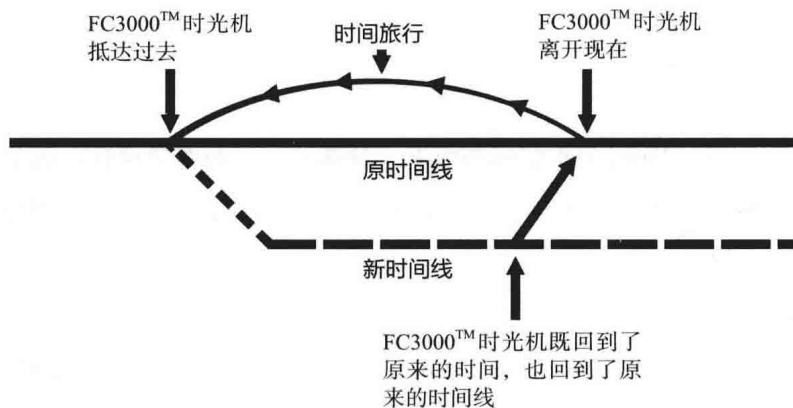 FC3000™时光机
抵达过去
时间旅行
FC3000™时光机
离开现在
原时间线
新时间线
FC3000™时光机既回到了
原来的时间，也回到了原
来的时间线